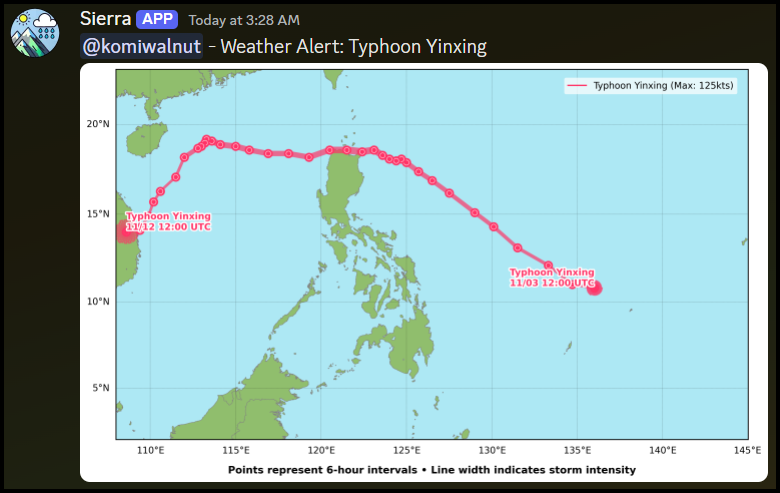 Sierra APP Today at 3:28 AM
@komiwalnut - Weather Alert: Typhoon Yinxing
Typhoon Yinxing (Max: 125kts)
20°N
15°N
10°N
5°N
Typhoon Yinxing
11/12 12:00 UTC
Typhoon Yinxing
11/03 12:00 UTC
110°E 115°E 120°E 125°E 130°E 135°E 140°E 145°E
Points represent 6-hour intervals • Line width indicates storm intensity